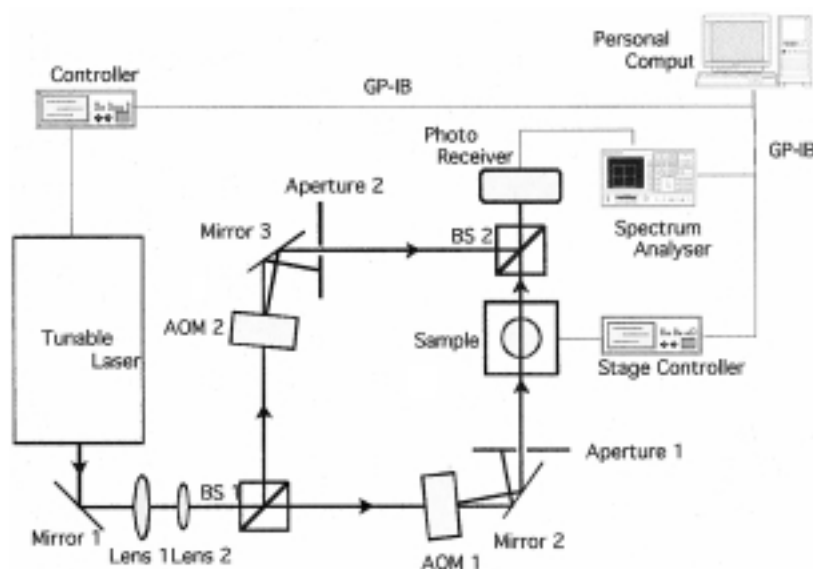 Personal
Comput
Controller
GP-IB
Photo
Receiver
GP-IB
Aperture 2
Mirror 3
BS 2
Spectrum
Analyser
Tunable
Laser
AOM 2
Sample
Stage Controller
Aperture 1
BS 1
Mirror 1
Lens 1 Lens 2
AOM 1
Mirror 2